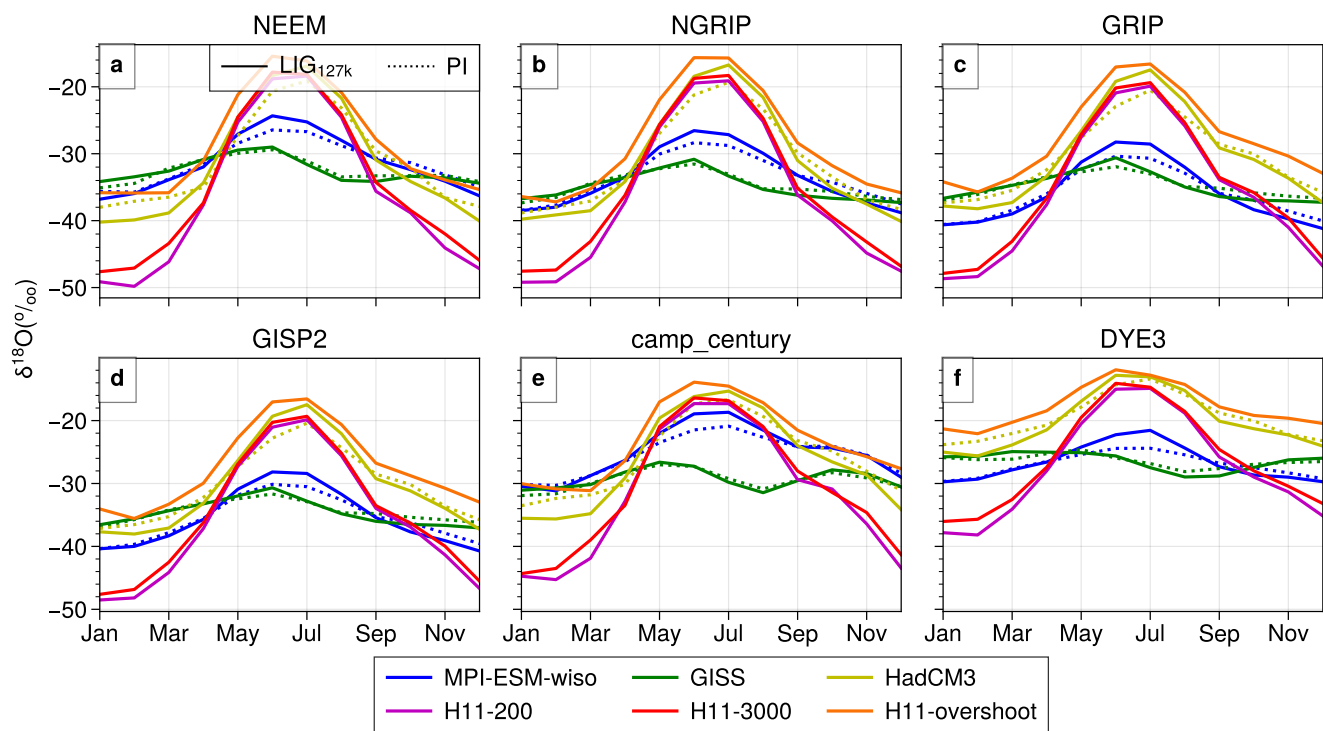 NEEM NGRIP GRIP
a LIG127k PI b c
−20
−30
−40
−50
δ18O(o/oo)
GISP2 camp_century DYE3
d e f
−20
−30
−40
−50
Jan Mar May Jul Sep Nov Jan Mar May Jul Sep Nov Jan Mar May Jul Sep Nov
MPI-ESM-wiso GISS HadCM3
H11-200 H11-3000 H11-overshoot